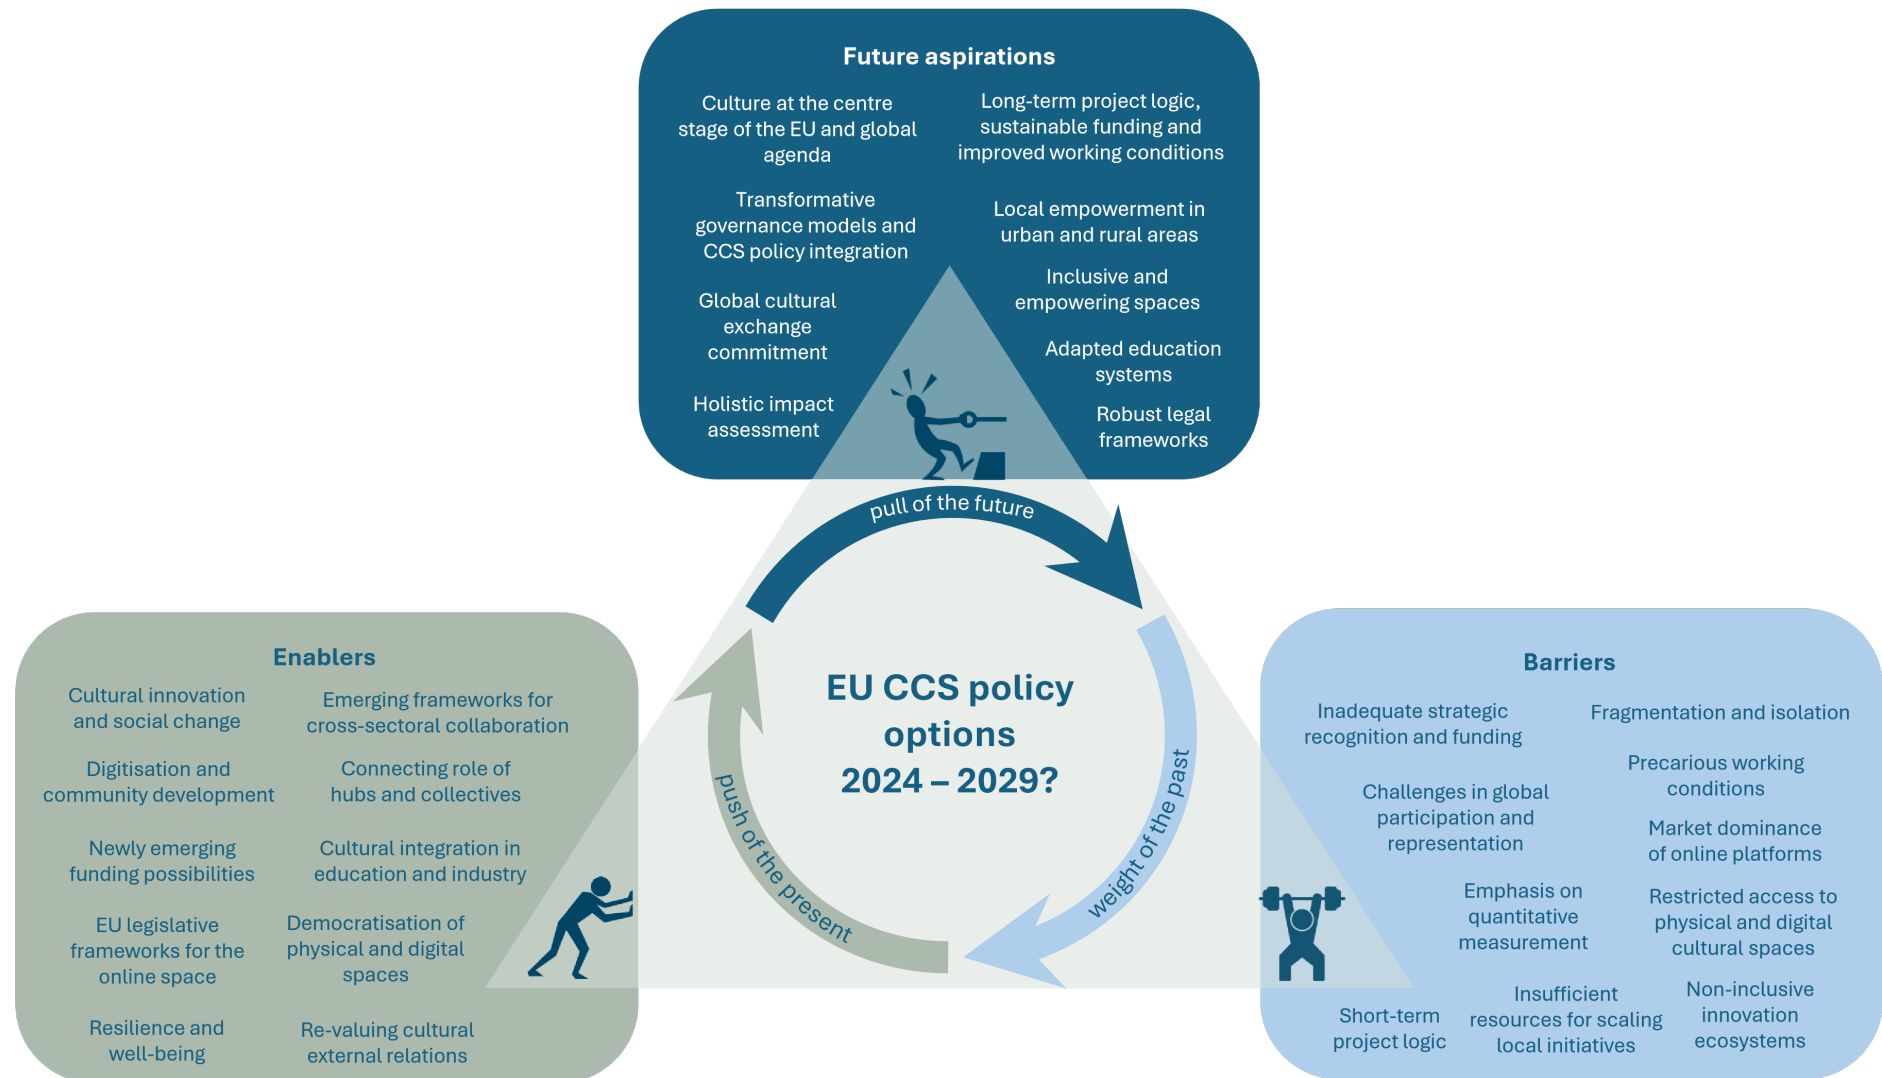 Future aspirations
Culture at the centre
stage of the EU and global
agenda
Long-term project logic,
sustainable funding and
improved working conditions
Transformative
governance models and
CCS policy integration
Local empowerment in
urban and rural areas
Global cultural
exchange
commitment
Inclusive and
empowering spaces
Adapted education
systems
Holistic impact
assessment
Robust legal
frameworks
pull of the future
EU CCS policy
options
2024 – 2029?
push of the present
weight of the past
Enablers
Cultural innovation
and social change
Emerging frameworks for
cross-sectoral collaboration
Digitisation and
community development
Connecting role of
hubs and collectives
Newly emerging
funding possibilities
Cultural integration in
education and industry
EU legislative
frameworks for the
online space
Democratisation of
physical and digital
spaces
Resilience and
well-being
Re-valuing cultural
external relations
Barriers
Inadequate strategic
recognition and funding
Fragmentation and isolation
Precarious working
conditions
Challenges in global
participation and
representation
Market dominance
of online platforms
Emphasis on
quantitative
measurement
Restricted access to
physical and digital
cultural spaces
Short-term
project logic
Insufficient
resources for scaling
local initiatives
Non-inclusive
innovation
ecosystems